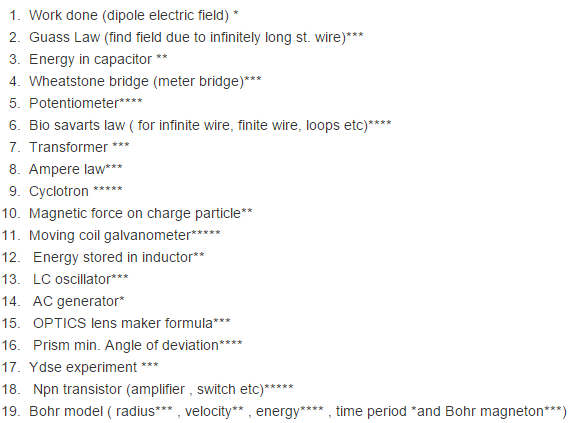 1. Work done (dipole electric field) *
2. Guass Law (find field due to infinitely long st. wire)***
3. Energy in capacitor **
4. Wheatstone bridge (meter bridge)***
5. Potentiometer****
6. Bio savarts law ( for infinite wire, finite wire, loops etc)****
7. Transformer ***
8. Ampere law***
9. Cyclotron *****
10. Magnetic force on charge particle**
11. Moving coil galvanometer*****
12. Energy stored in inductor**
13. LC oscillator***
14. AC generator*
15. OPTICS lens maker formula***
16. Prism min. Angle of deviation****
17. Ydse experiment ***
18. Npn transistor (amplifier , switch etc)*****
19. Bohr model ( radius*** , velocity** , energy**** , time period *and Bohr magneton***)